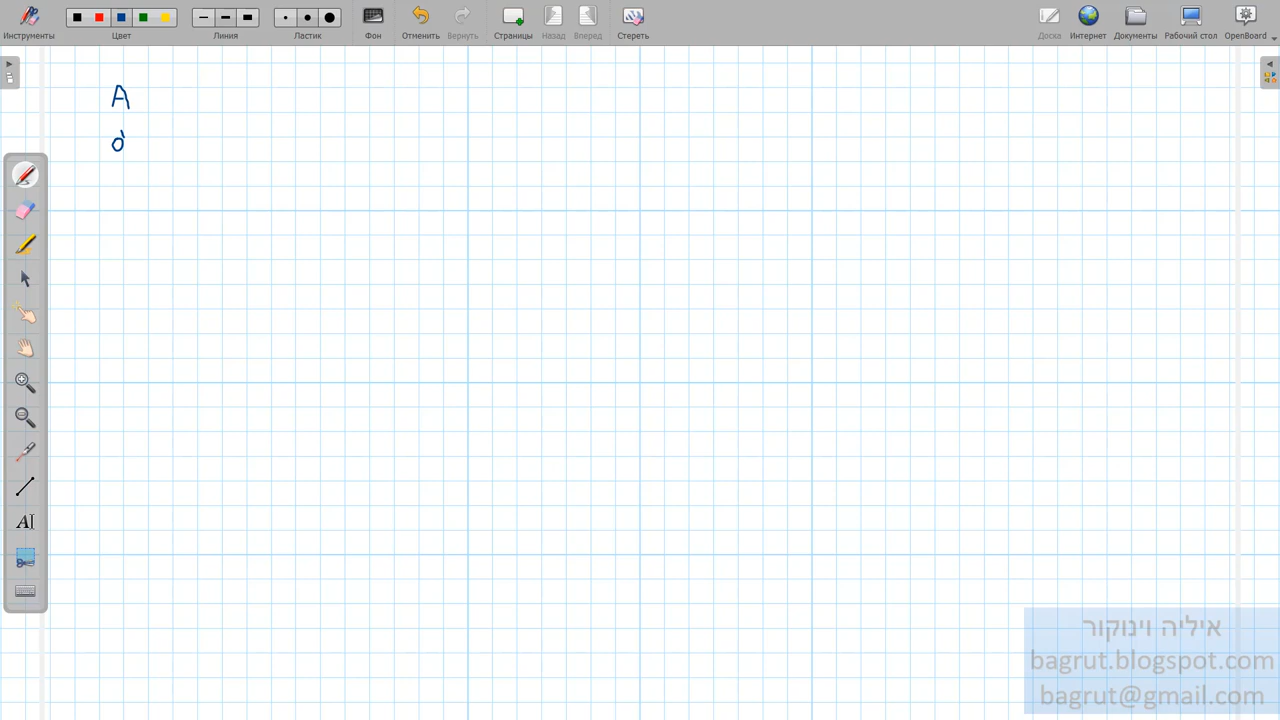 Инструменты
Цвет
Линия
Ластик
Фон
Отменить
Вернуть
Страницы
Назад
Вперед
Стереть
Доска
Интернет
Документы
Рабочий стол
OpenBoard
A
AI
איליה וינוקור
bagrut.blogspot.com
bagrut@gmail.com